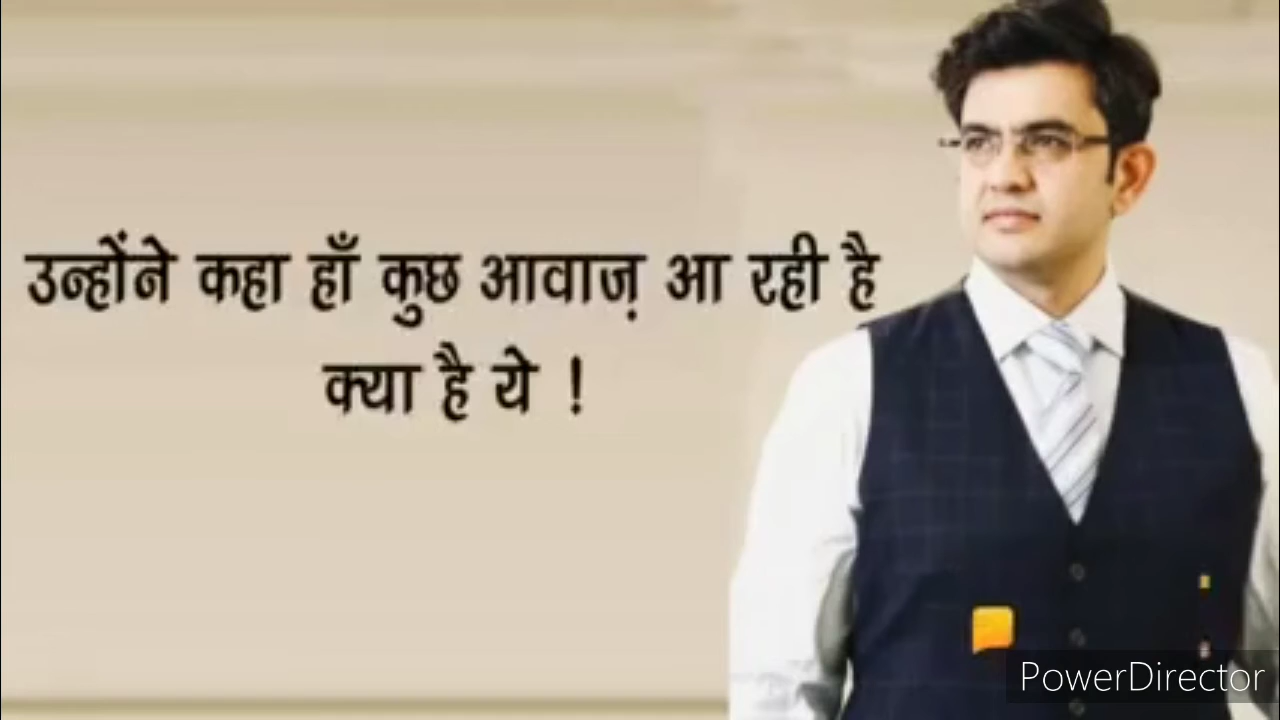 उन्होंने कहा हाँ कुछ आवाज़ आ रही है
क्या है ये !
PowerDirector